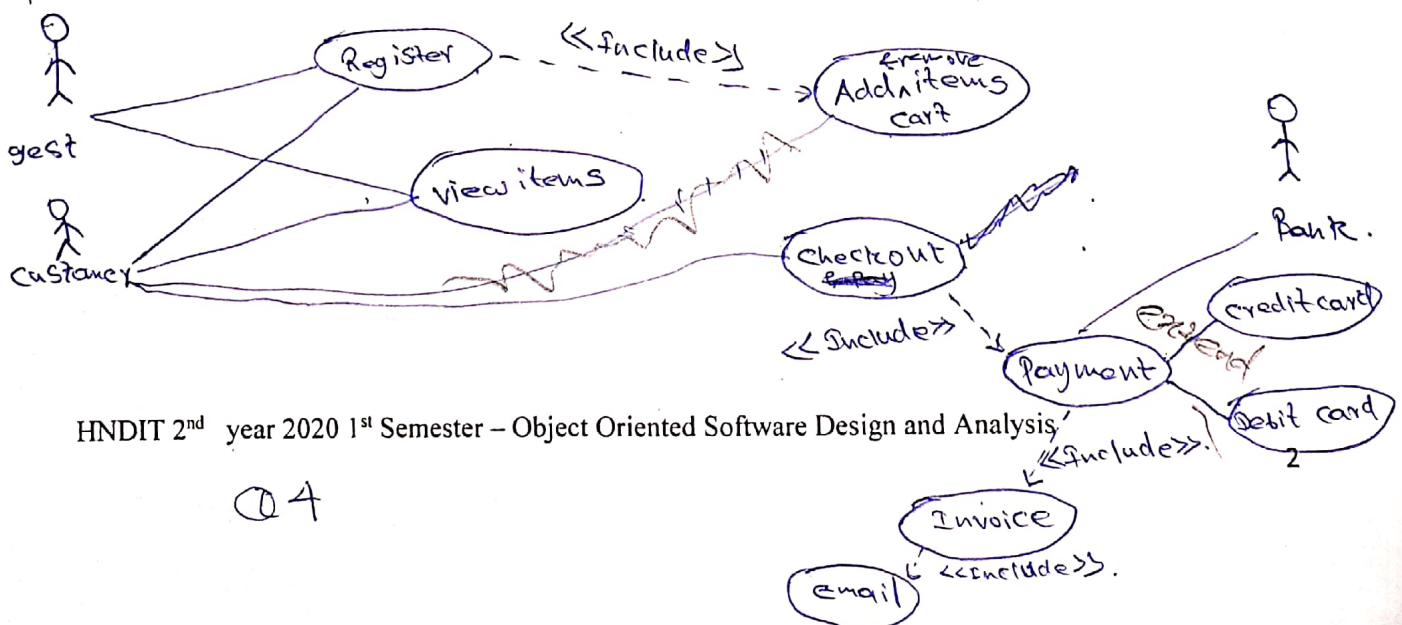 <<Include>>
Register
& remove
Add ^ items
cart
gest
view items
Custamer
Checkout
Bank.
credit card
<<Include>>
Payment
Extend
Debit card
HNDIT 2nd year 2020 1st Semester – Object Oriented Software Design and Analysis
<<Include>>.
2
Q4
Invoice
<<Include>>.
email